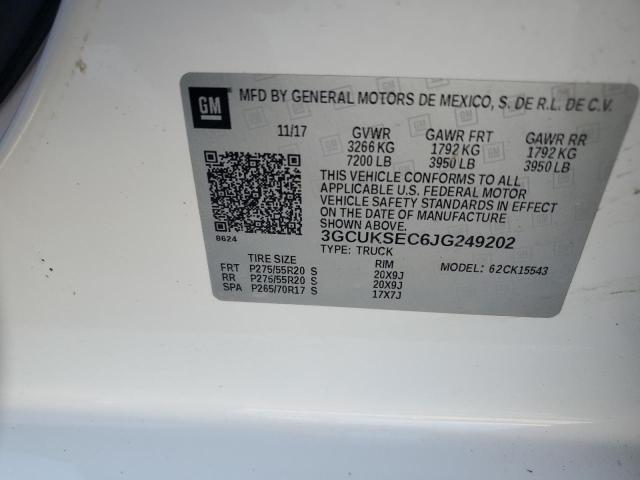 GM MFD BY GENERAL MOTORS DE MEXICO, S. DE R.L. DE C.V.
11/17 GVWR GAWR FRT GAWR RR
3266 KG 1792 KG 1792 KG
7200 LB 3950 LB 3950 LB
THIS VEHICLE CONFORMS TO ALL
APPLICABLE U.S. FEDERAL MOTOR
VEHICLE SAFETY STANDARDS IN EFFECT ON
THE DATE OF MANUFACTURE SHOWN ABOVE.
3GCUKSEC6JG249202
8624
TYPE: TRUCK
TIRE SIZE RIM MODEL: 62CK15543
FRT P275/55R20 S 20X9J
RR P275/55R20 S 20X9J
SPA P265/70R17 S 17X7J